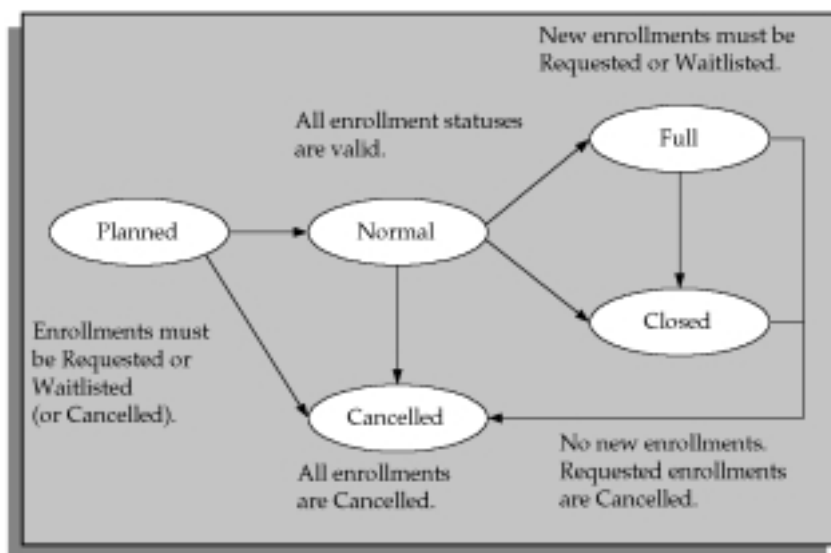 New enrollments must be
Requested or Waitlisted.
All enrollment statuses
are valid.
Full
Planned
Normal
Closed
Enrollments must
be Requested or
Waitlisted
(or Cancelled).
Cancelled
All enrollments
are Cancelled.
No new enrollments.
Requested enrollments
are Cancelled.